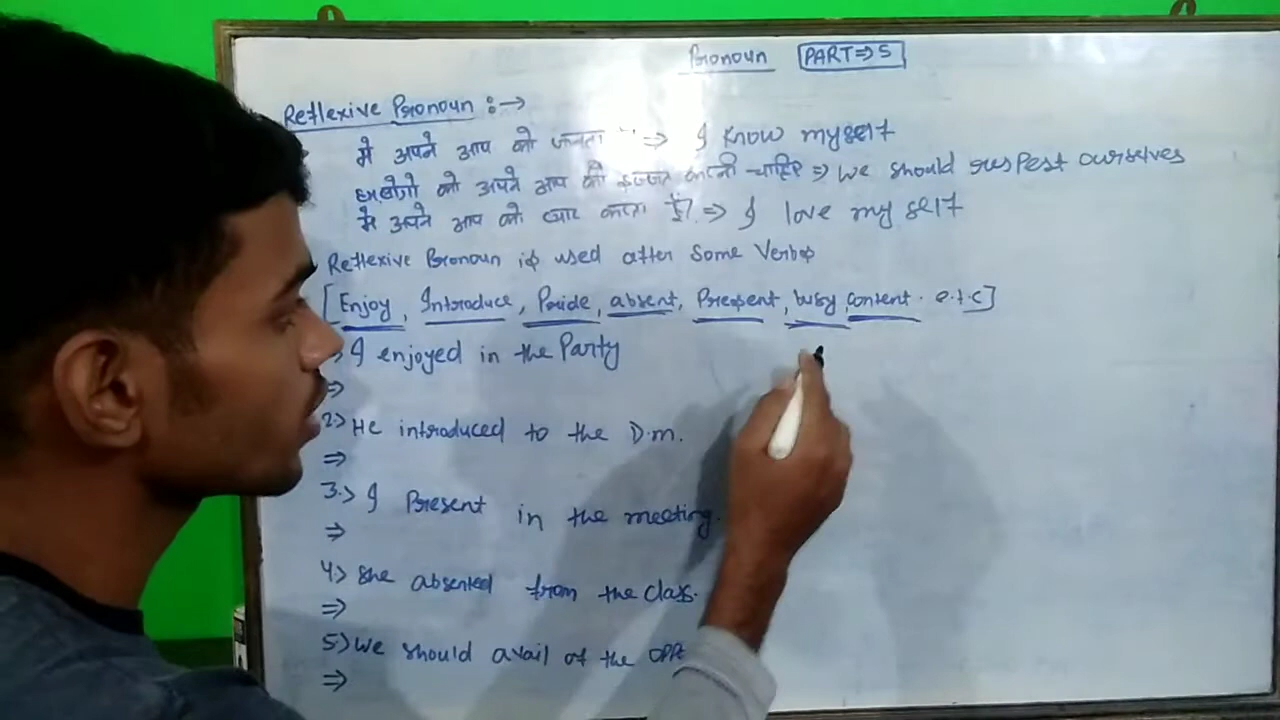 Pronoun PART⇒5
Reflexive Pronoun :→
मै अपने आप को जनता ⇒ I know myself
हमलोगो को अपने आप की इज्जत करनी चाहिए ⇒ We should respest ourselves
मै अपने आप को प्यार करता हूँ। ⇒ I love my self
Reflexive Pronoun is used after some Verbs
[Enjoy, Introduce, Pride, absent, Present, busy, content. e.t.c]
I enjoyed in the Party
⇒
2> He introduced to the D.m.
⇒
3.> I Present in the meeting.
⇒
4> She absented from the class.
⇒
5>We should avail of the
⇒